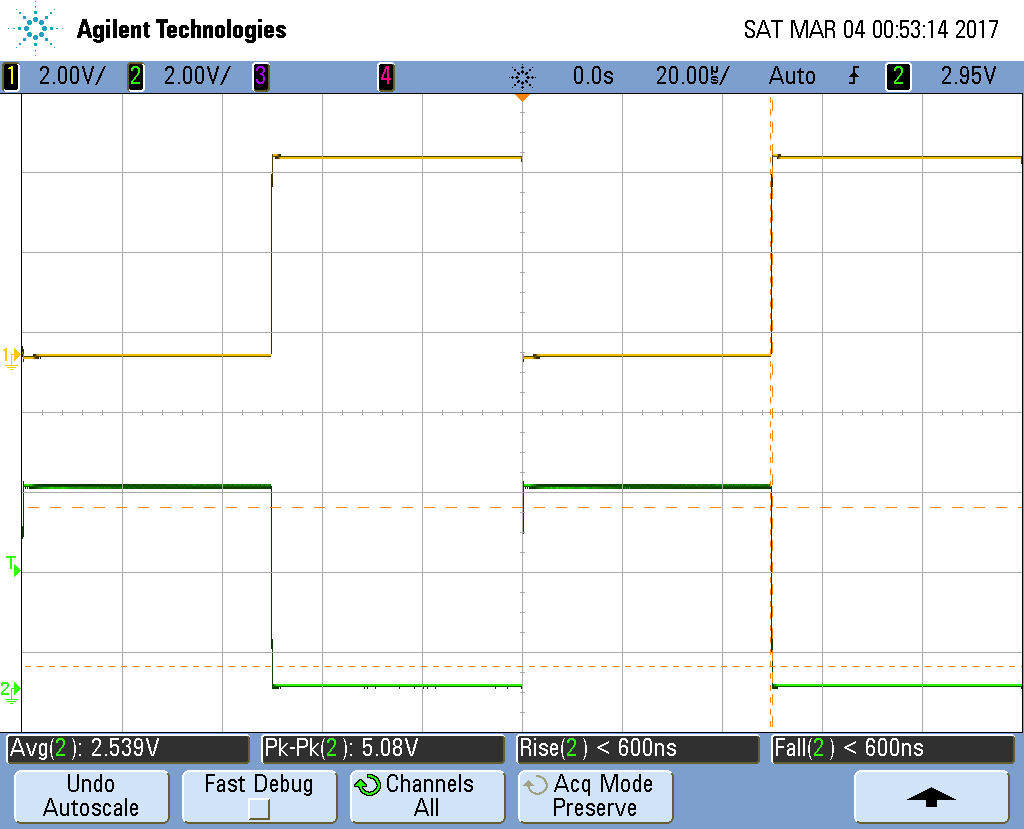 Agilent Technologies
SAT MAR 04 00:53:14 2017
1 2.00V/ 2 2.00V/ 3 4 0.0s 20.00µs/ Auto 2 2.95V
1
T
2
Avg(2): 2.539V Pk-Pk(2): 5.08V Rise(2) < 600ns Fall(2) < 600ns
Undo Autoscale
Fast Debug
Channels All
Acq Mode Preserve